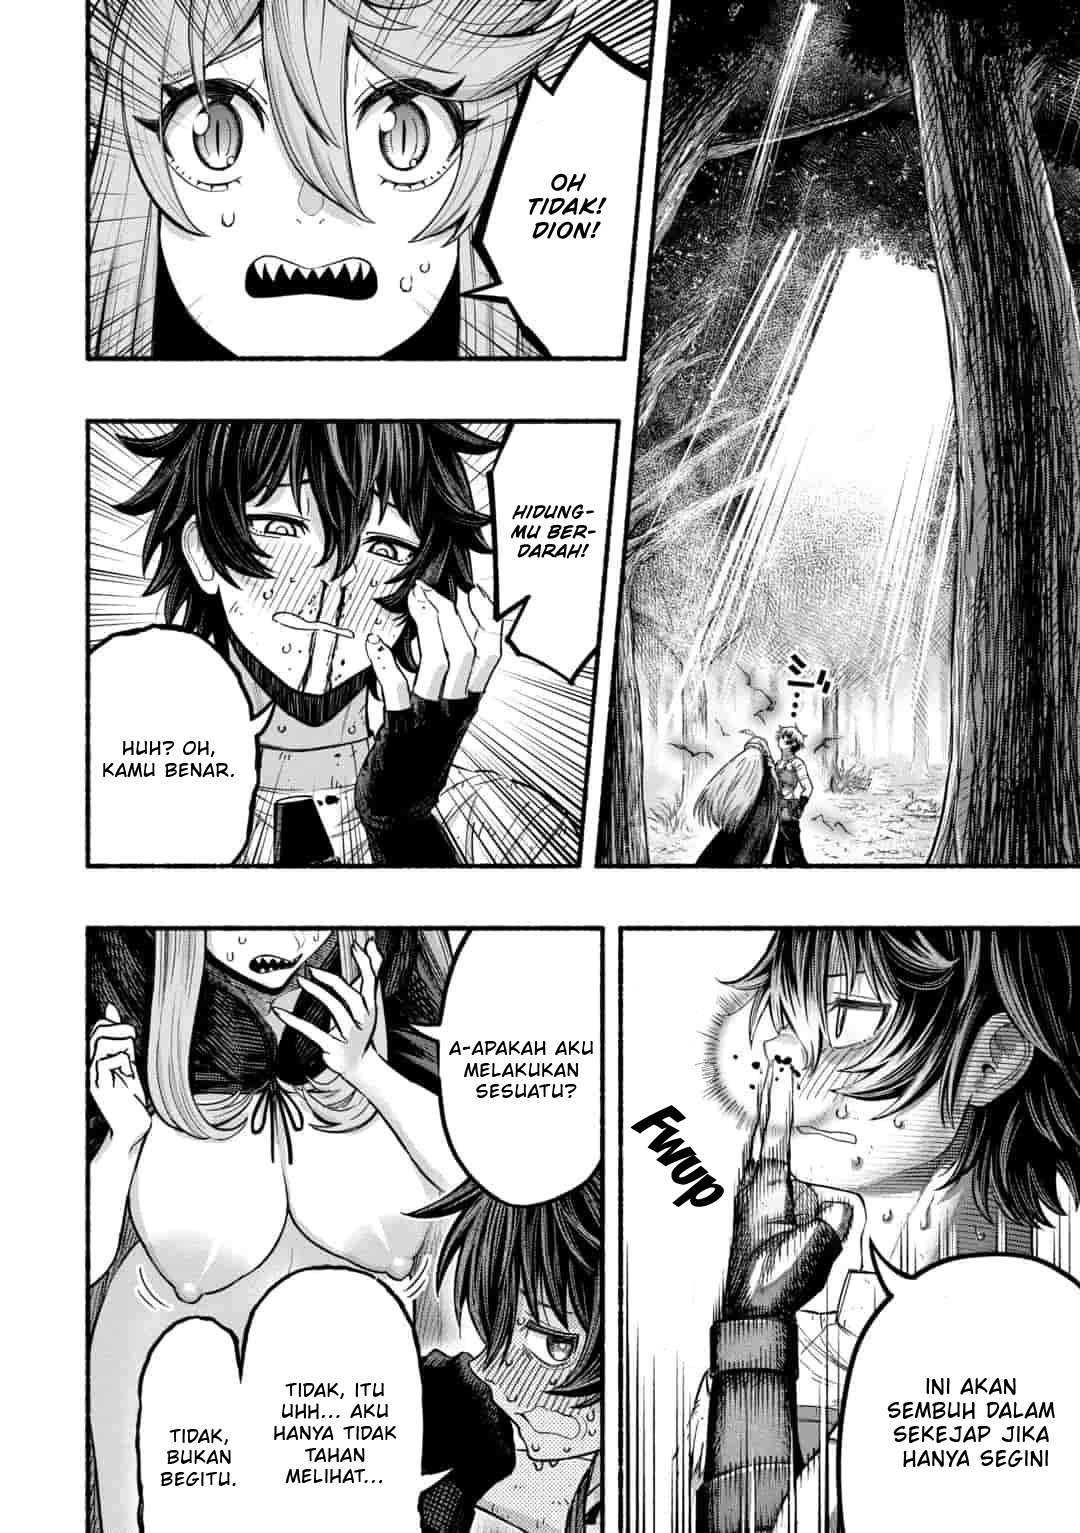 OH
TIDAK!
DION!
HIDUNG-
MU BER-
DARAH!
HUH? OH,
KAMU BENAR.
Fwup
INI AKAN
SEMBUH DALAM
SEKEJAP JIKA
HANYA SEGINI
A-APAKAH AKU
MELAKUKAN
SESUATU?
TIDAK, ITU
UHH... AKU
HANYA TIDAK
TAHAN
MELIHAT...
TIDAK,
BUKAN
BEGITU.